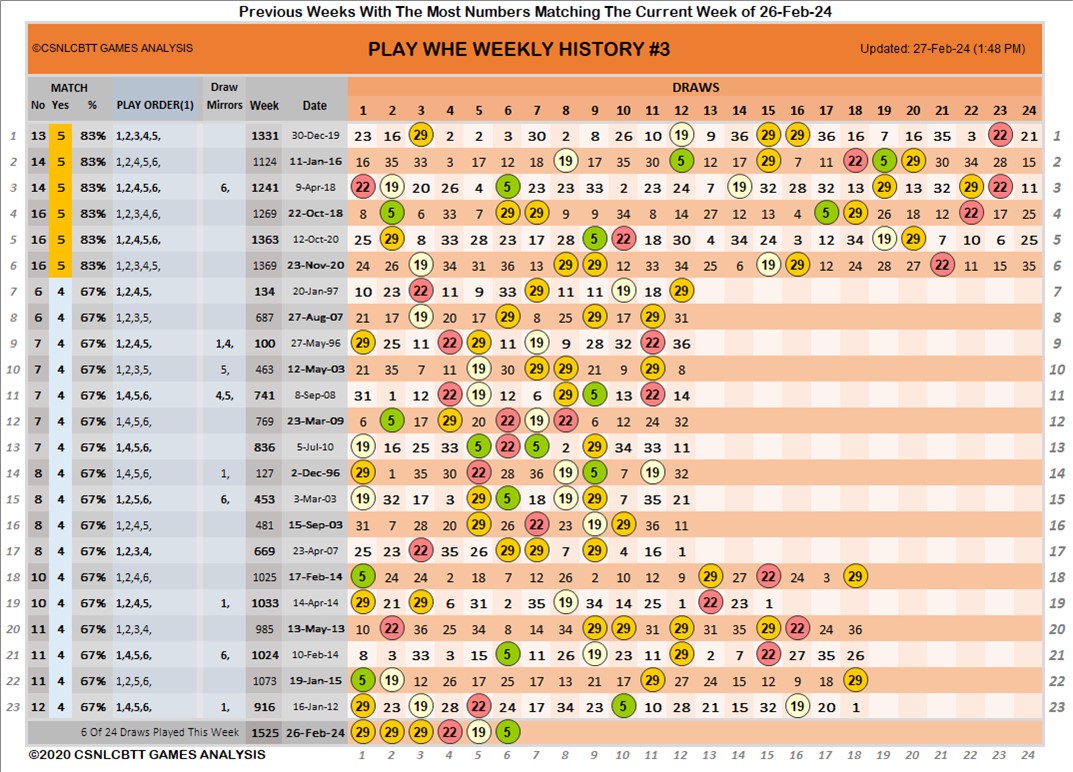 Previous Weeks With The Most Numbers Matching The Current Week of 26-Feb-24
©CSNLCBTT GAMES ANALYSIS PLAY WHE WEEKLY HISTORY #3 Updated: 27-Feb-24 (1:48 PM)
MATCH Draw DRAWS
No Yes % PLAY ORDER(1) Mirrors Week Date 1 2 3 4 5 6 7 8 9 10 11 12 13 14 15 16 17 18 19 20 21 22 23 24
1 13 5 83% 1,2,3,4,5, 1331 30-Dec-19 23 16 29 2 2 3 30 2 8 26 10 19 9 36 29 29 36 16 7 16 35 3 22 21 1
2 14 5 83% 1,2,4,5,6, 1124 11-Jan-16 16 35 33 3 17 12 18 19 17 35 30 5 12 17 29 7 11 22 5 29 30 34 28 15 2
3 14 5 83% 1,2,4,5,6, 6, 1241 9-Apr-18 22 19 20 26 4 5 23 23 33 2 23 24 7 14 32 28 32 13 29 13 32 29 22 11 3
4 16 5 83% 1,2,3,4,6, 1269 22-Oct-18 8 5 6 33 7 29 29 9 9 34 8 14 27 12 13 4 5 29 26 18 12 22 17 25 4
5 16 5 83% 1,2,4,5,6, 1363 12-Oct-20 25 29 8 33 28 23 17 28 5 22 18 30 4 34 24 3 12 34 19 29 7 10 6 25 5
6 16 5 83% 1,2,3,4,5, 1369 23-Nov-20 24 26 19 34 31 36 13 29 29 12 33 34 25 6 19 29 12 24 28 27 22 11 15 35 6
7 6 4 67% 1,2,4,5, 134 20-Jan-97 10 23 22 11 9 33 29 11 11 19 18 29 7
8 6 4 67% 1,2,3,5, 687 27-Aug-07 21 17 19 20 17 29 8 25 29 17 29 31 8
9 7 4 67% 1,2,4,5, 1,4, 100 27-May-96 29 25 11 22 29 11 19 9 28 32 22 36 9
10 7 4 67% 1,2,3,5, 5, 463 12-May-03 21 35 7 11 19 30 29 29 21 9 29 8 10
11 7 4 67% 1,4,5,6, 4,5, 741 8-Sep-08 31 1 12 22 19 12 6 29 5 13 22 14 11
12 7 4 67% 1,4,5,6, 769 23-Mar-09 6 5 17 29 20 22 19 22 6 12 24 32 12
13 7 4 67% 1,4,5,6, 836 5-Jul-10 19 16 25 33 5 22 5 2 29 34 33 11 13
14 8 4 67% 1,4,5,6, 1, 127 2-Dec-96 29 1 35 30 22 28 36 19 5 7 19 32 14
15 8 4 67% 1,2,5,6, 6, 453 3-Mar-03 19 32 17 3 29 5 18 19 29 7 35 21 15
16 8 4 67% 1,2,4,5, 481 15-Sep-03 31 7 28 20 29 26 22 23 19 29 36 11 16
17 8 4 67% 1,2,3,4, 669 23-Apr-07 25 23 22 35 26 29 29 7 29 4 16 1 17
18 10 4 67% 1,2,4,6, 1025 17-Feb-14 5 24 24 2 18 7 12 26 2 10 12 9 29 27 22 24 3 29 18
19 10 4 67% 1,2,4,5, 1, 1033 14-Apr-14 29 21 29 6 31 2 35 19 34 14 25 1 22 23 1 19
20 11 4 67% 1,2,3,4, 985 13-May-13 10 22 36 25 34 8 14 34 29 29 31 29 31 35 29 22 24 36 20
21 11 4 67% 1,4,5,6, 6, 1024 10-Feb-14 8 3 33 3 15 5 11 26 19 23 11 29 2 7 22 27 35 26 21
22 11 4 67% 1,2,5,6, 1073 19-Jan-15 5 19 12 26 17 25 17 13 21 17 29 27 24 15 12 9 18 29 22
23 12 4 67% 1,4,5,6, 1, 916 16-Jan-12 29 23 19 28 22 24 17 34 23 5 10 28 21 15 32 19 20 1 23
6 Of 24 Draws Played This Week 1525 26-Feb-24 29 29 29 22 19 5
©2020 CSNLCBTT GAMES ANALYSIS 1 2 3 4 5 6 7 8 9 10 11 12 13 14 15 16 17 18 19 20 21 22 23 24